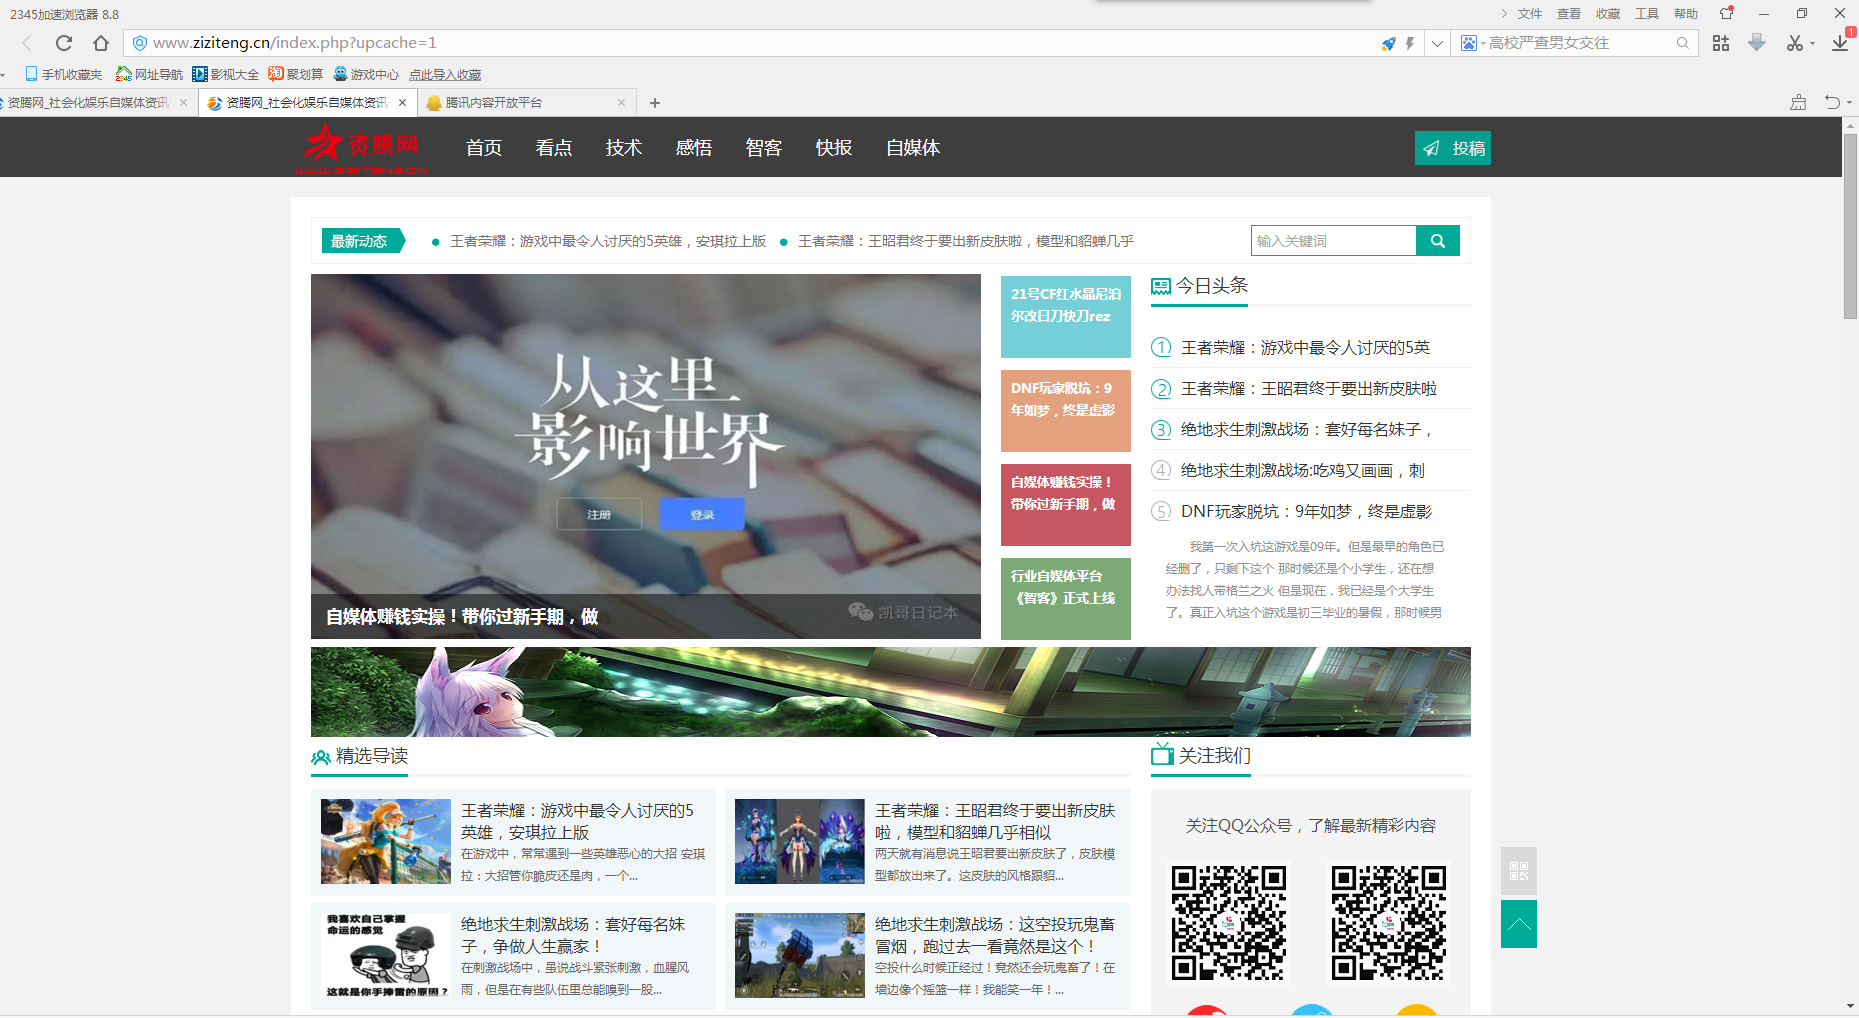 2345加速浏览器 8.8
文件 查看 收藏 工具 帮助
www.ziziteng.cn/index.php?upcache=1
高校严查男女交往
1
手机收藏夹 网址导航 影视大全 聚划算 游戏中心 点此导入收藏
资腾网_社会化娱乐自媒体资讯
资腾网_社会化娱乐自媒体资讯
腾讯内容开放平台
资腾网
首页 看点 技术 感悟 智客 快报 自媒体
投稿
最新动态
王者荣耀：游戏中最令人讨厌的5英雄，安琪拉上版
王者荣耀：王昭君终于要出新皮肤啦，模型和貂蝉几乎
输入关键词
从这里
影响世界
注册 登录
自媒体赚钱实操！带你过新手期，做
凯哥日记本
21号CF红水晶尼泊
尔改日刀快刀rez
DNF玩家脱坑：9
年如梦，终是虚影
自媒体赚钱实操！
带你过新手期，做
行业自媒体平台
《智客》正式上线
今日头条
1 王者荣耀：游戏中最令人讨厌的5英
2 王者荣耀：王昭君终于要出新皮肤啦
3 绝地求生刺激战场：套好每名妹子，
4 绝地求生刺激战场:吃鸡又画画，刺
5 DNF玩家脱坑：9年如梦，终是虚影
我第一次入坑这游戏是09年。但是最早的角色已
经删了，只剩下这个 那时候还是个小学生，还在想
办法找人带格兰之火 但是现在，我已经是个大学生
了。真正入坑这个游戏是初三毕业的暑假，那时候男
精选导读
王者荣耀：游戏中最令人讨厌的5
英雄，安琪拉上版
在游戏中，常常遇到一些英雄恶心的大招 安琪
拉：大招管你脆皮还是肉，一个...
王者荣耀：王昭君终于要出新皮肤
啦，模型和貂蝉几乎相似
两天就有消息说王昭君要出新皮肤了，皮肤模
型都放出来了。这皮肤的风格跟貂...
我喜欢自己掌握
命运的感觉
这就是你手捧雷的原因？
绝地求生刺激战场：套好每名妹
子，争做人生赢家！
在刺激战场中，虽说战斗紧张刺激，血腥风
雨，但是在有些队伍里总能嗅到一股...
绝地求生刺激战场：这空投玩鬼畜
冒烟，跑过去一看竟然是这个！
空投什么时候正经过！竟然还会玩鬼畜了！在
墙边像个摇篮一样！我能笑一年！...
关注我们
关注QQ公众号，了解最新精彩内容